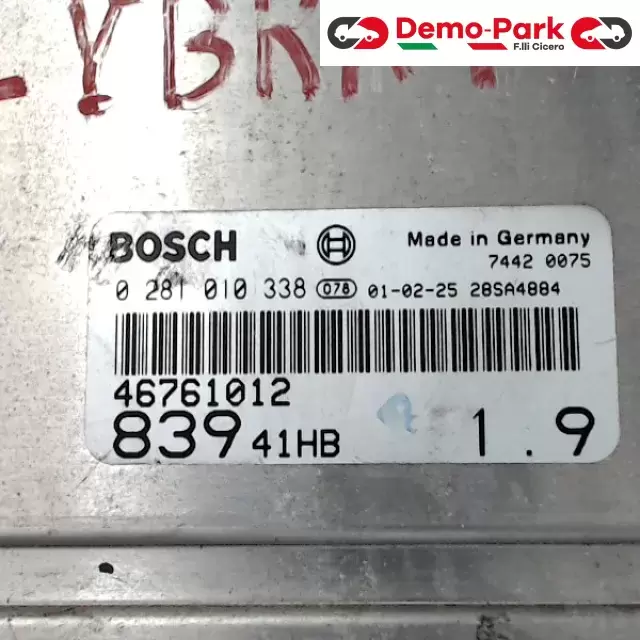 Demo-Park
F.lli Cicero
BOSCH
Made in Germany
7442 0075
0 281 010 338 078 01-02-25 28SA4884
46761012
839 41HB 1.9